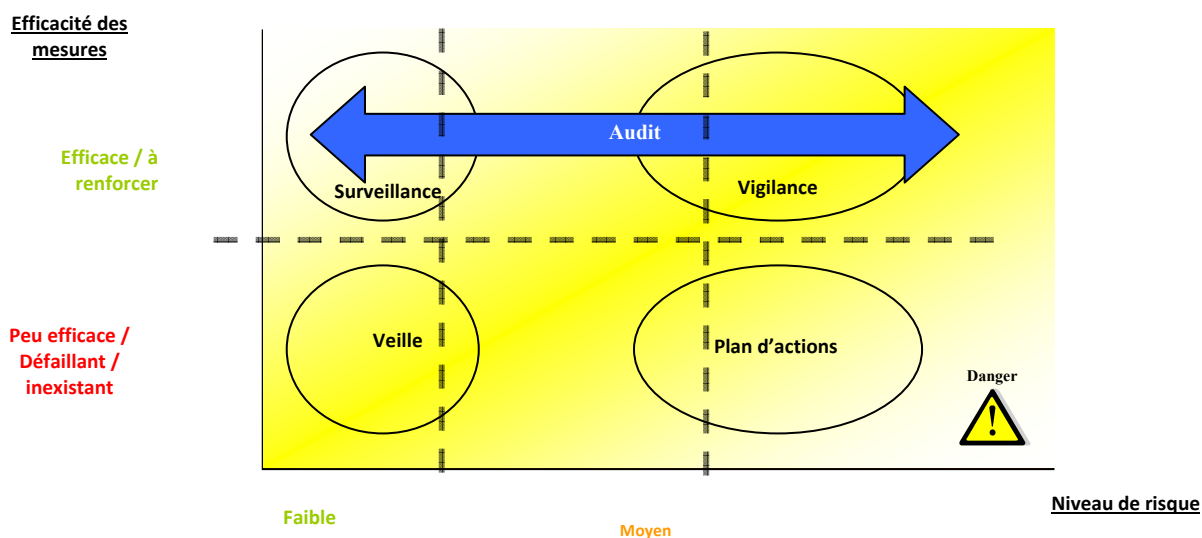 Efficacité des
mesures
Audit
Efficace / à
renforcer
Surveillance
Vigilance
Peu efficace /
Défaillant /
inexistant
Veille
Plan d’actions
Danger
Niveau de risque
Faible
Moyen